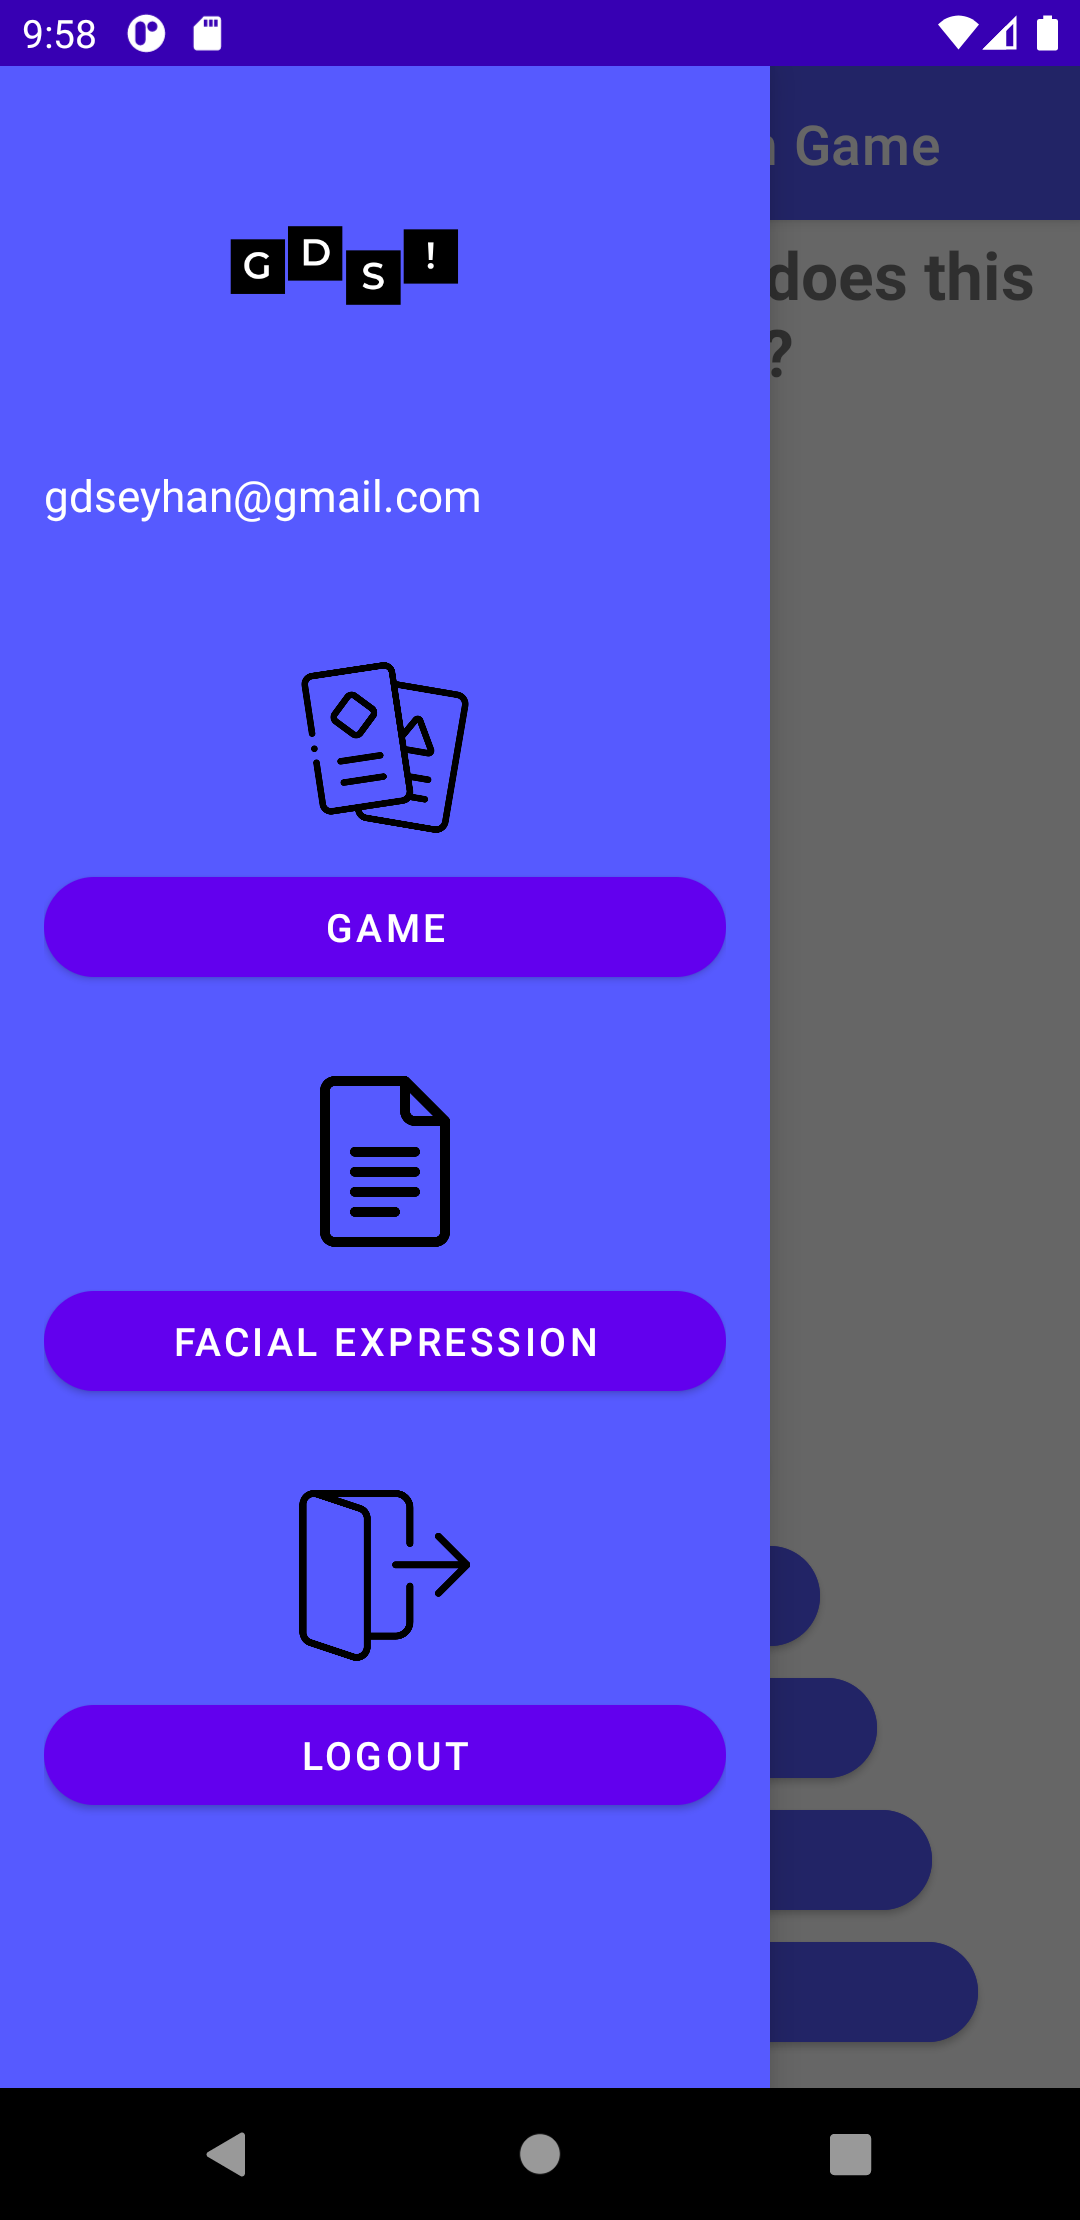 9:58
Game
G D S !
does this
?
gdseyhan@gmail.com
GAME
FACIAL EXPRESSION
LOGOUT